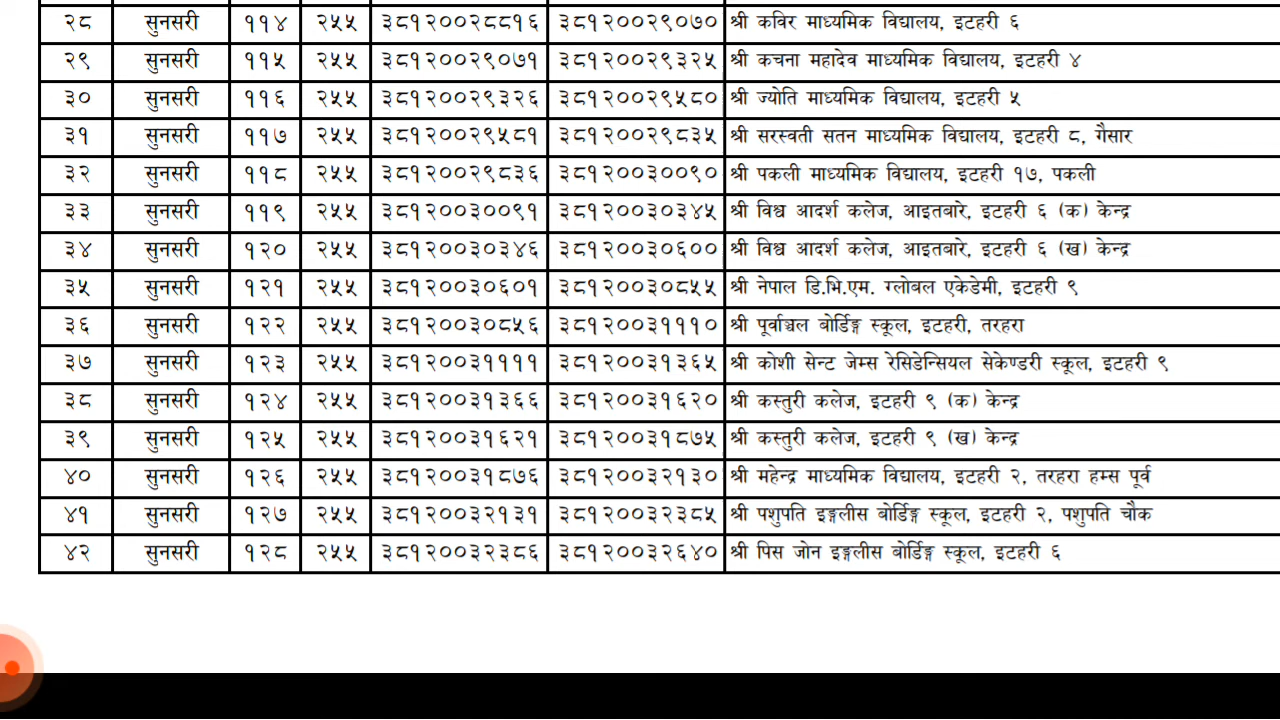 २८ सुनसरी ११४ २५५ ३८१२००२८८१६ ३८१२००२९०७० श्री कविर माध्यमिक विद्यालय, इटहरी ६
२९ सुनसरी ११५ २५५ ३८१२००२९०७१ ३८१२००२९३२५ श्री कचना महादेव माध्यमिक विद्यालय, इटहरी ४
३० सुनसरी ११६ २५५ ३८१२००२९३२६ ३८१२००२९५८० श्री ज्योति माध्यमिक विद्यालय, इटहरी ५
३१ सुनसरी ११७ २५५ ३८१२००२९५८१ ३८१२००२९८३५ श्री सरस्वती सतन माध्यमिक विद्यालय, इटहरी ८, गैसार
३२ सुनसरी ११८ २५५ ३८१२००२९८३६ ३८१२००३००९० श्री पकली माध्यमिक विद्यालय, इटहरी १७, पकली
३३ सुनसरी ११९ २५५ ३८१२००३००९१ ३८१२००३०३४५ श्री विश्व आदर्श कलेज, आइतबारे, इटहरी ६ (क) केन्द्र
३४ सुनसरी १२० २५५ ३८१२००३०३४६ ३८१२००३०६०० श्री विश्व आदर्श कलेज, आइतबारे, इटहरी ६ (ख) केन्द्र
३५ सुनसरी १२१ २५५ ३८१२००३०६०१ ३८१२००३०८५५ श्री नेपाल डि.भि.एम. ग्लोबल एकेडेमी, इटहरी ९
३६ सुनसरी १२२ २५५ ३८१२००३०८५६ ३८१२००३१११० श्री पूर्वाञ्चल बोर्डिङ्ग स्कूल, इटहरी, तरहरा
३७ सुनसरी १२३ २५५ ३८१२००३११११ ३८१२००३१३६५ श्री कोशी सेन्ट जेम्स रेसिडेन्सियल सेकेण्डरी स्कूल, इटहरी ९
३८ सुनसरी १२४ २५५ ३८१२००३१३६६ ३८१२००३१६२० श्री कस्तुरी कलेज, इटहरी ९ (क) केन्द्र
३९ सुनसरी १२५ २५५ ३८१२००३१६२१ ३८१२००३१८७५ श्री कस्तुरी कलेज, इटहरी ९ (ख) केन्द्र
४० सुनसरी १२६ २५५ ३८१२००३१८७६ ३८१२००३२१३० श्री महेन्द्र माध्यमिक विद्यालय, इटहरी २, तरहरा हम्स पूर्व
४१ सुनसरी १२७ २५५ ३८१२००३२१३१ ३८१२००३२३८५ श्री पशुपति इङ्गलीस बोर्डिङ्ग स्कूल, इटहरी २, पशुपति चौक
४२ सुनसरी १२८ २५५ ३८१२००३२३८६ ३८१२००३२६४० श्री पिस जोन इङ्गलीस बोर्डिङ्ग स्कूल, इटहरी ६